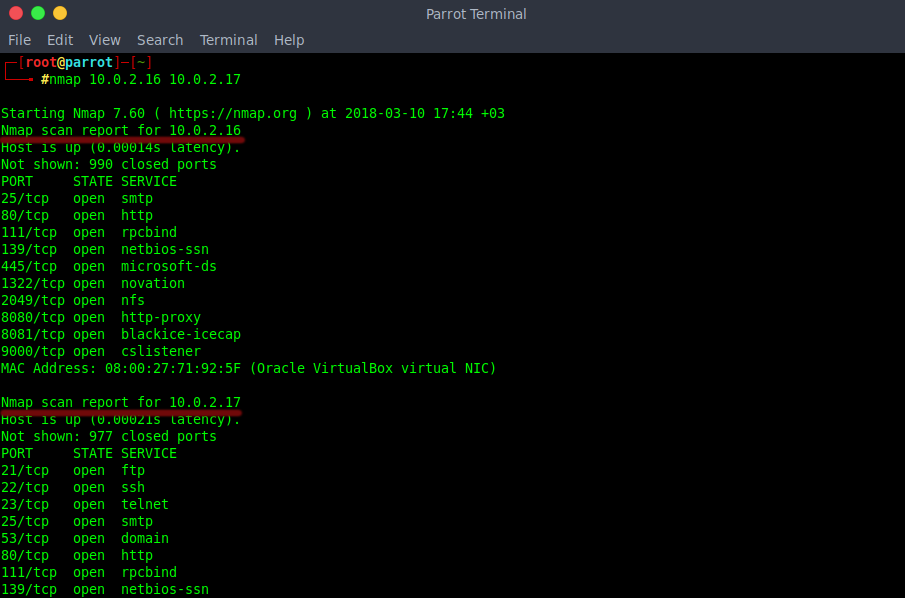 Parrot Terminal
File Edit View Search Terminal Help
┌─[root@parrot]─[~]
└──╼ #nmap 10.0.2.16 10.0.2.17
Starting Nmap 7.60 ( https://nmap.org ) at 2018-03-10 17:44 +03
Nmap scan report for 10.0.2.16
Host is up (0.00014s latency).
Not shown: 990 closed ports
PORT     STATE SERVICE
25/tcp   open  smtp
80/tcp   open  http
111/tcp  open  rpcbind
139/tcp  open  netbios-ssn
445/tcp  open  microsoft-ds
1322/tcp open  novation
2049/tcp open  nfs
8080/tcp open  http-proxy
8081/tcp open  blackice-icecap
9000/tcp open  cslistener
MAC Address: 08:00:27:71:92:5F (Oracle VirtualBox virtual NIC)
Nmap scan report for 10.0.2.17
Host is up (0.00021s latency).
Not shown: 977 closed ports
PORT     STATE SERVICE
21/tcp   open  ftp
22/tcp   open  ssh
23/tcp   open  telnet
25/tcp   open  smtp
53/tcp   open  domain
80/tcp   open  http
111/tcp  open  rpcbind
139/tcp  open  netbios-ssn